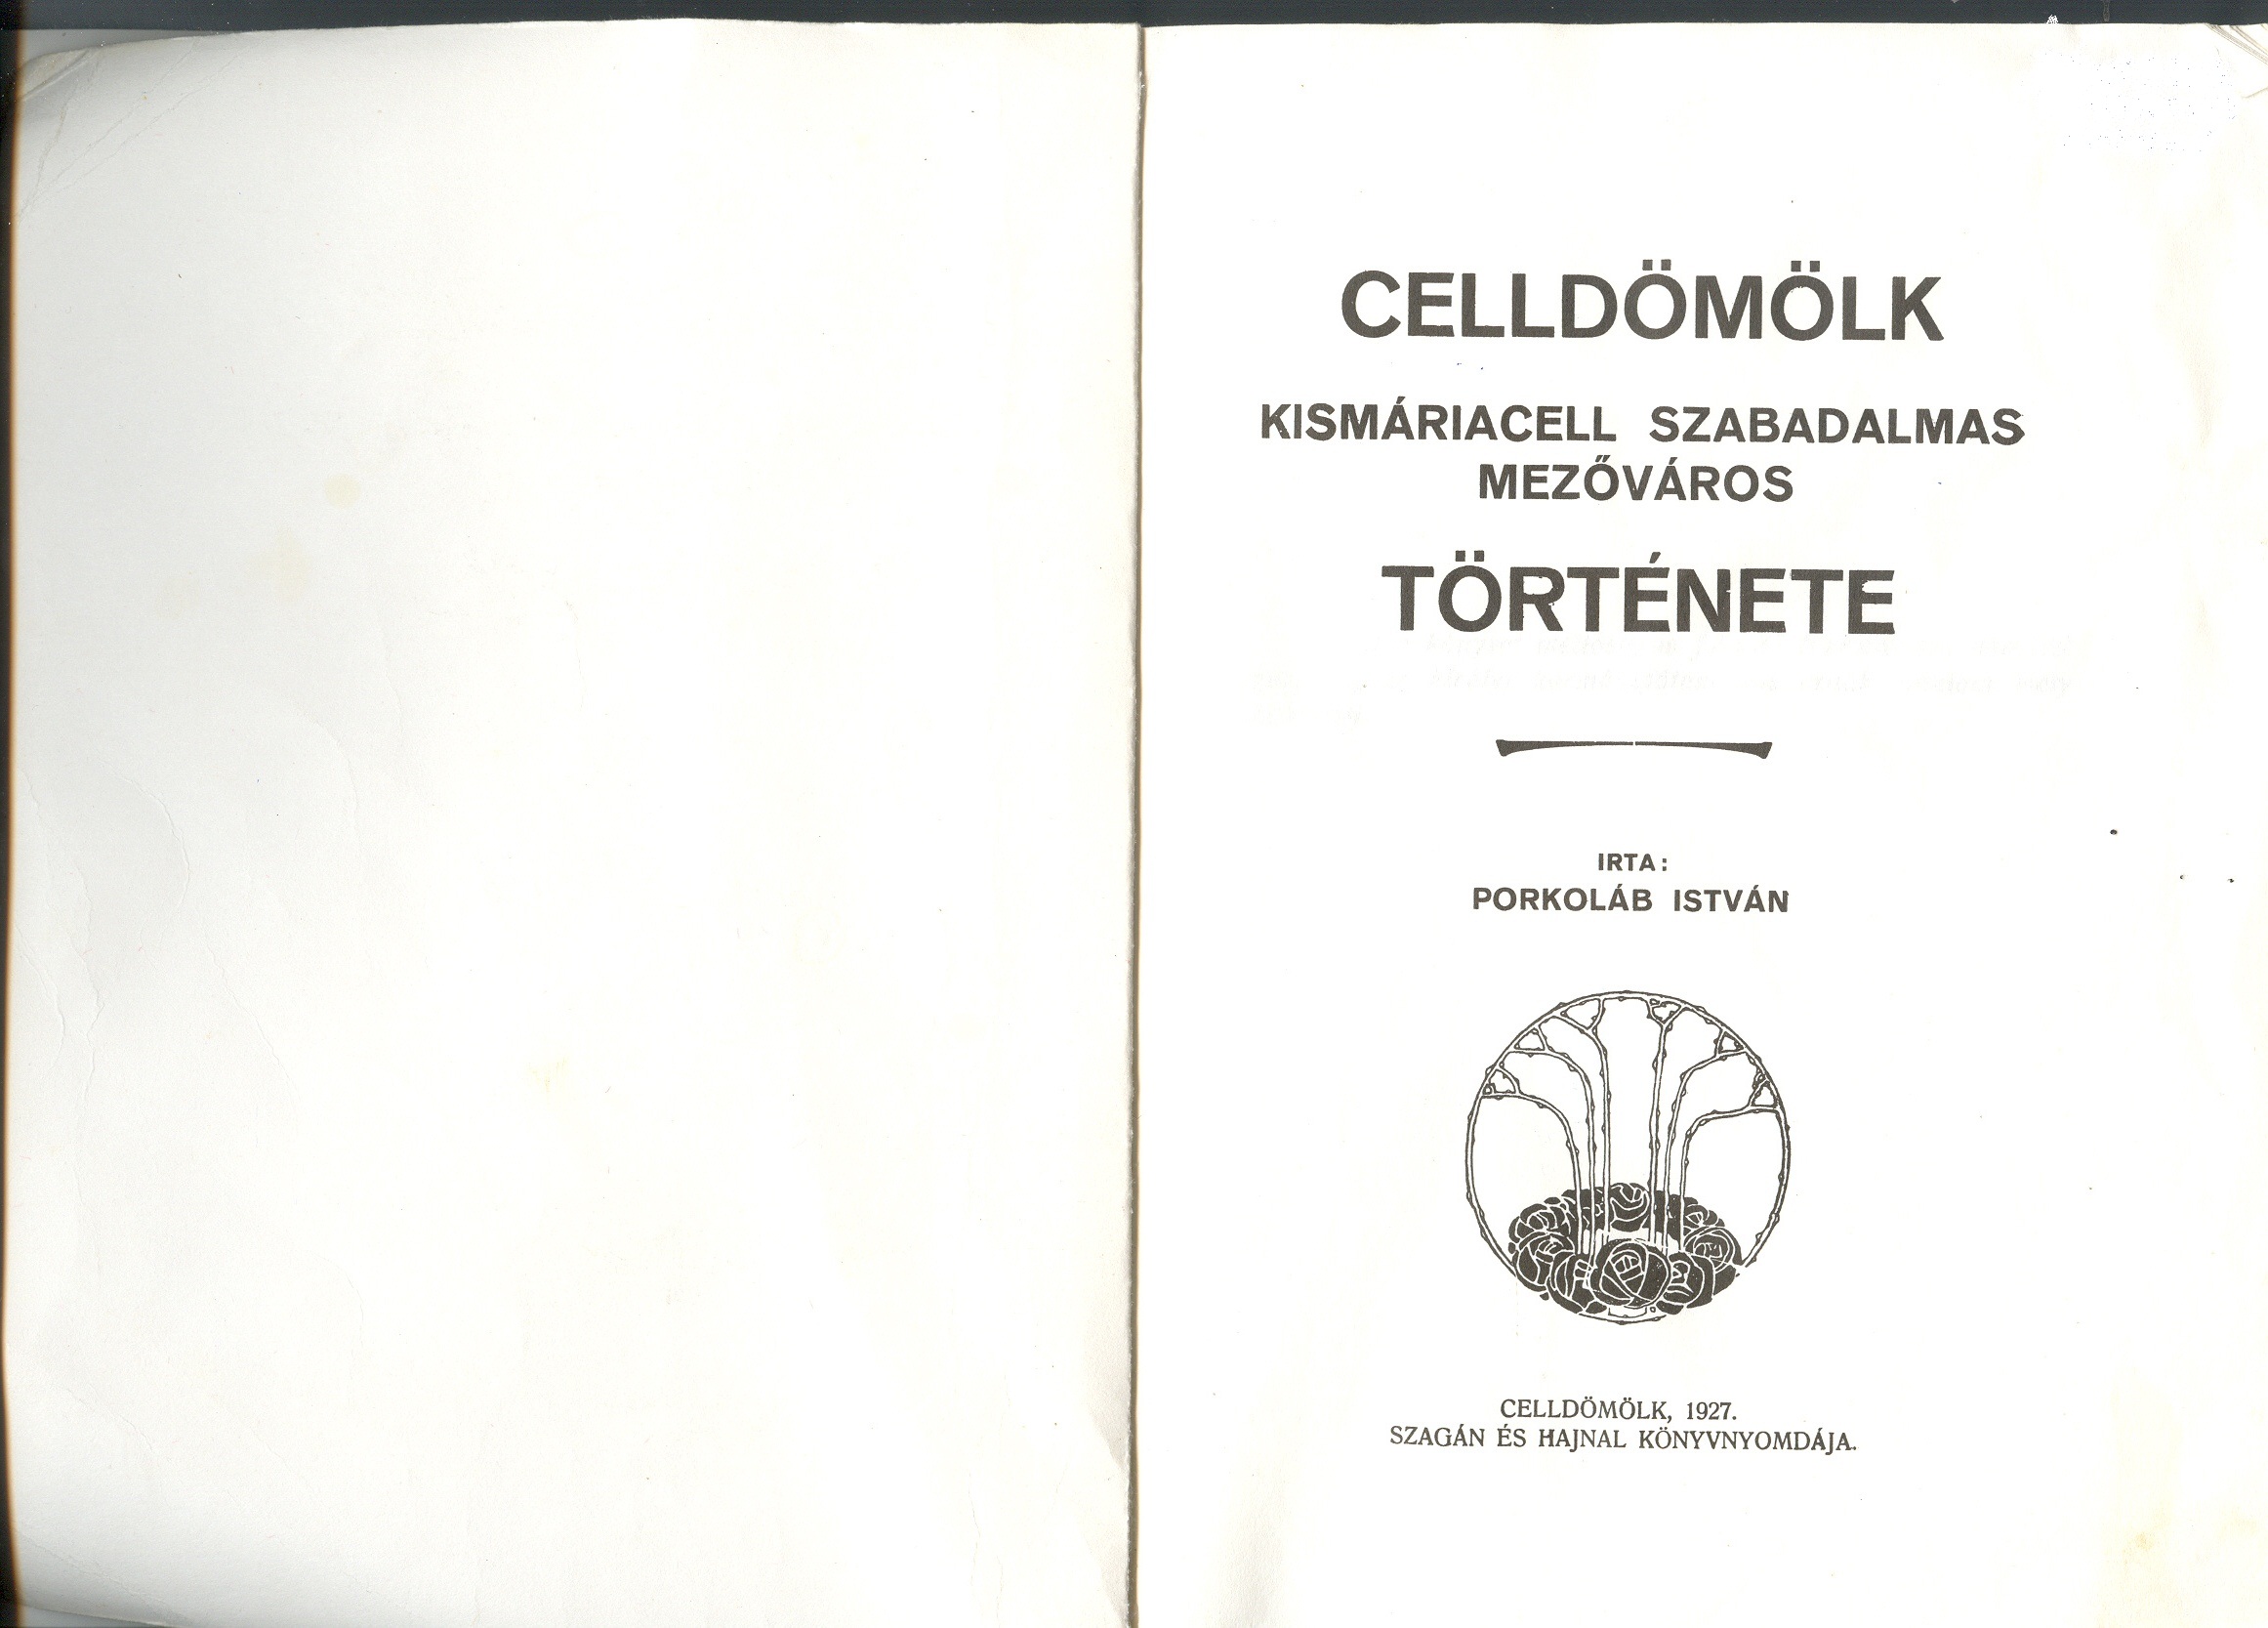 CELLDÖMÖLK
KISMÁRIACELL SZABADALMAS
MEZŐVÁROS
TÖRTÉNETE
IRTA:
PORKOLÁB ISTVÁN
CELLDÖMÖLK, 1927.
SZAGÁN ÉS HAJNAL KÖNYVNYOMDÁJA.